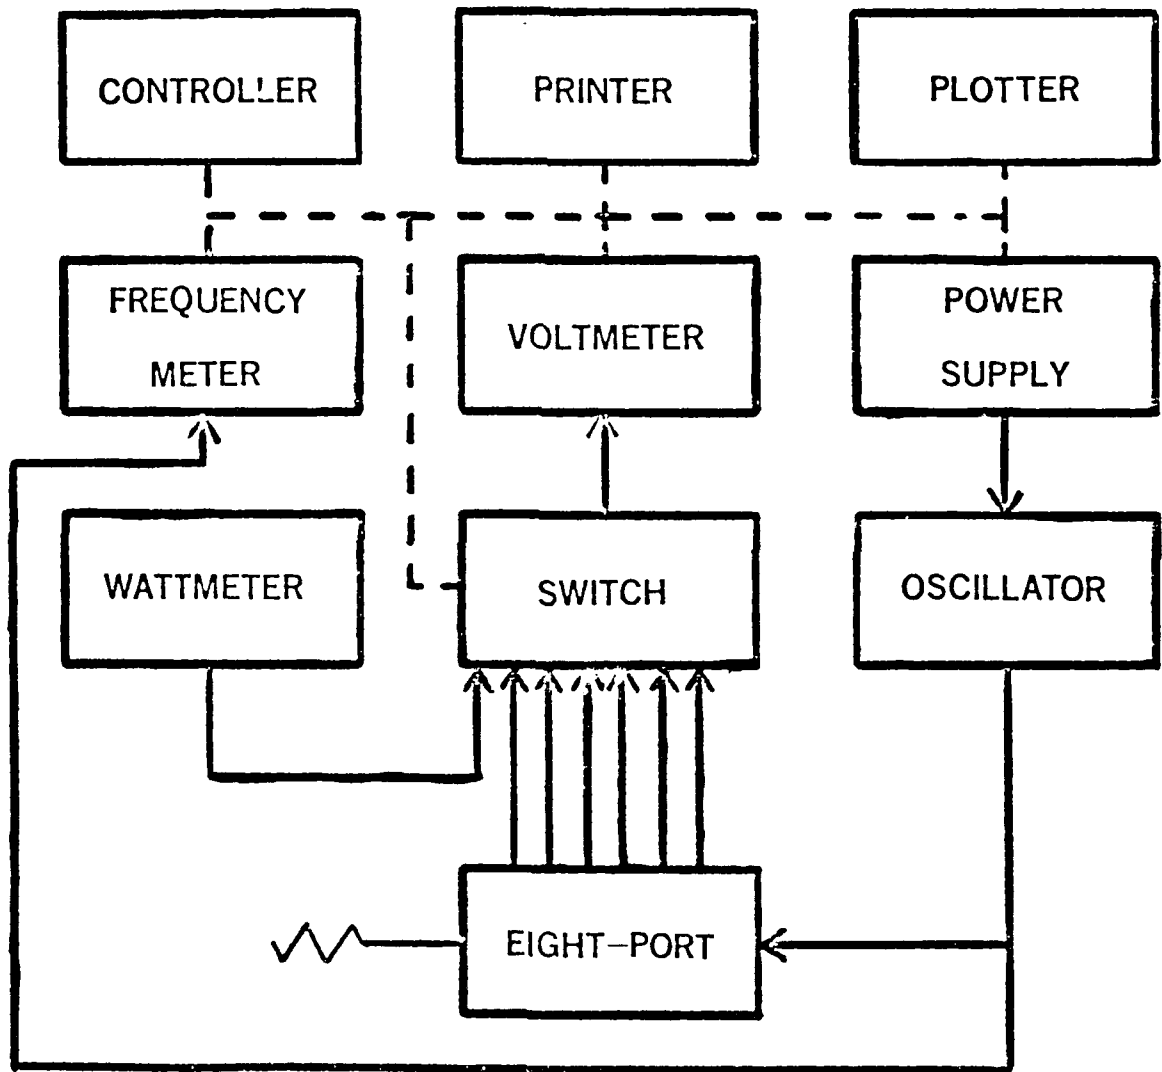 CONTROLLER
PRINTER
PLOTTER
FREQUENCY
METER
VOLTMETER
POWER
SUPPLY
WATTMETER
SWITCH
OSCILLATOR
EIGHT-PORT